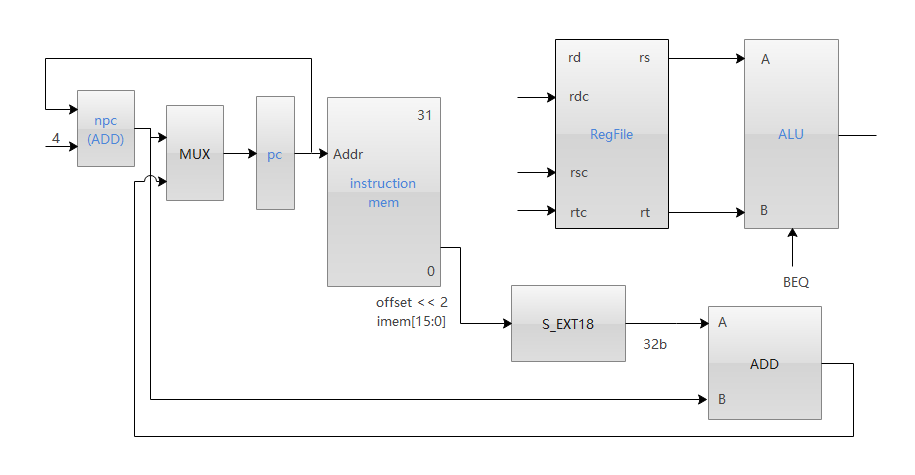 npc
(ADD)
4
MUX
pc
31
Addr
instruction
mem
0
offset << 2
imem[15:0]
S_EXT18
32b
rd rs
rdc
RegFile
rsc
rtc rt
A
ALU
B
BEQ
A
ADD
B